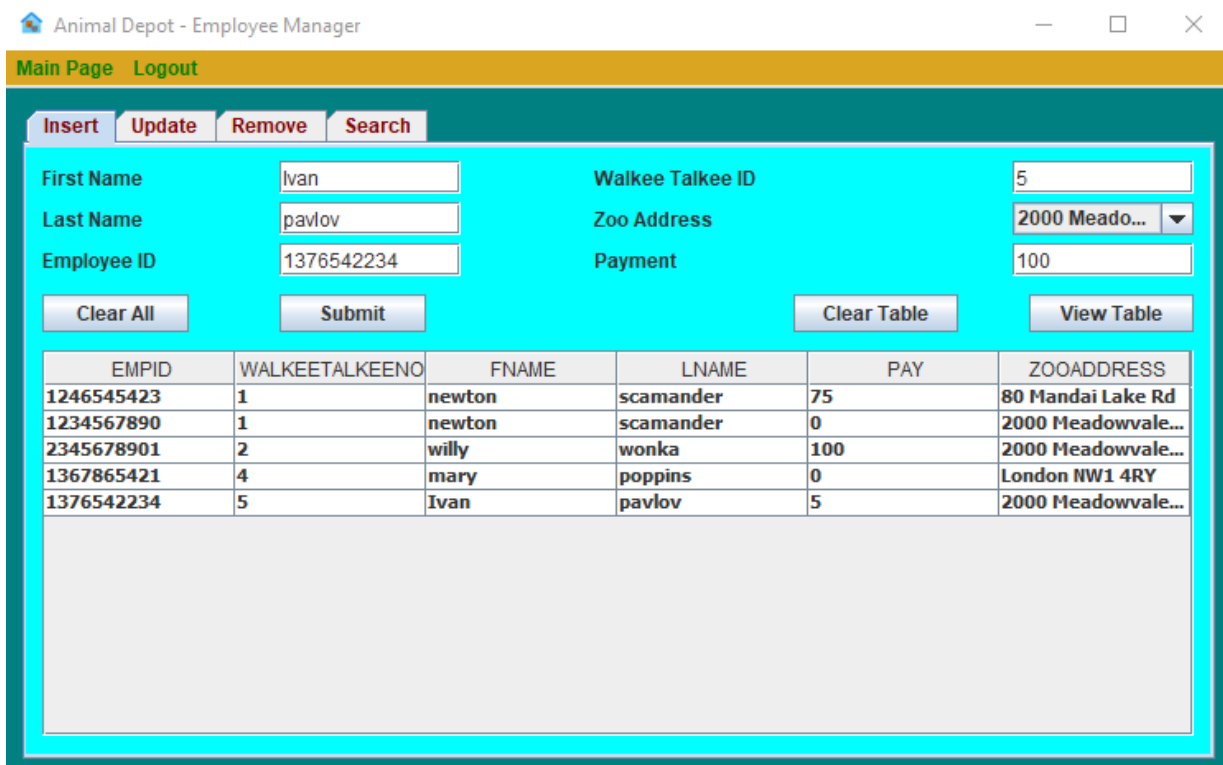 Animal Depot - Employee Manager
Main Page Logout
Insert Update Remove Search
First Name Ivan Walkee Talkee ID 5
Last Name pavlov Zoo Address 2000 Meado...
Employee ID 1376542234 Payment 100
Clear All Submit Clear Table View Table
EMPID WALKEETALKEENO FNAME LNAME PAY ZOOADDRESS
1246545423 1 newton scamander 75 80 Mandai Lake Rd
1234567890 1 newton scamander 0 2000 Meadowvale...
2345678901 2 willy wonka 100 2000 Meadowvale...
1367865421 4 mary poppins 0 London NW1 4RY
1376542234 5 Ivan pavlov 5 2000 Meadowvale...